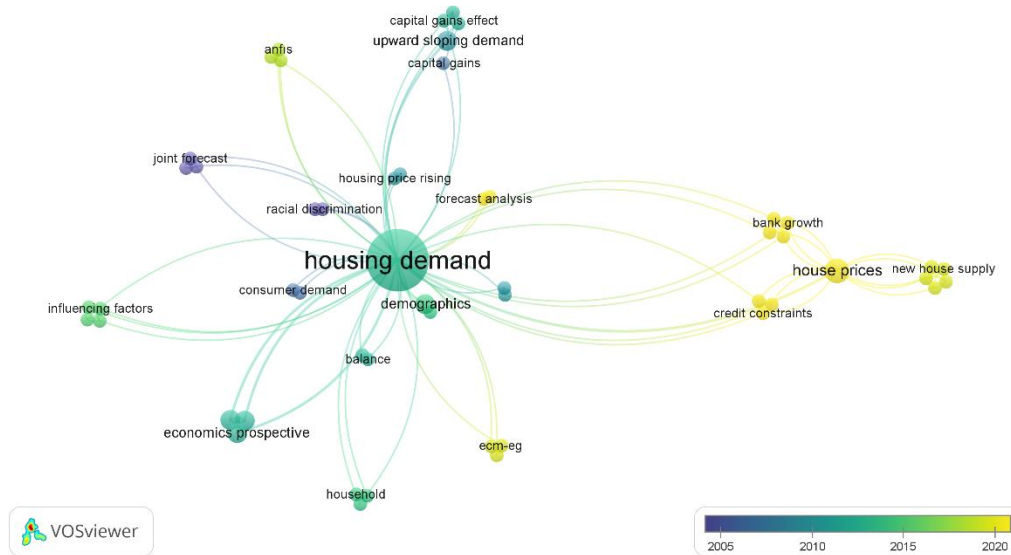 capital gains effect
upward sloping demand
anfis
capital gains
joint forecast
housing price rising
forecast analysis
racial discrimination
bank growth
housing demand
house prices
new house supply
consumer demand
demographics
influencing factors
credit constraints
balance
economics prospective
ecm-eg
household
VOSviewer
2005 2010 2015 2020